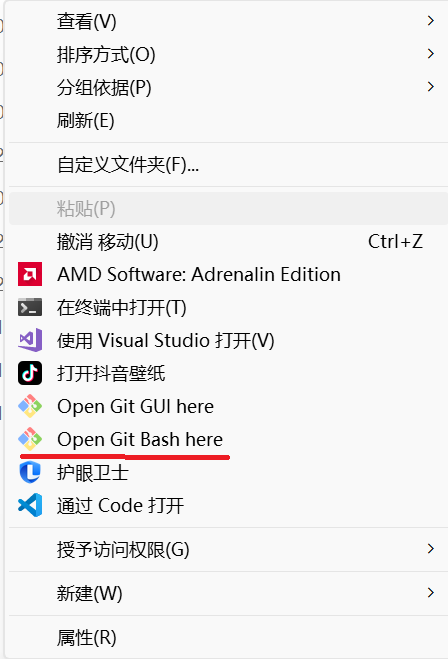 查看(V)
排序方式(O)
分组依据(P)
刷新(E)
自定义文件夹(F)...
粘贴(P)
撤消 移动(U) Ctrl+Z
AMD Software: Adrenalin Edition
在终端中打开(T)
使用 Visual Studio 打开(V)
打开抖音壁纸
Open Git GUI here
Open Git Bash here
护眼卫士
通过 Code 打开
授予访问权限(G)
新建(W)
属性(R)